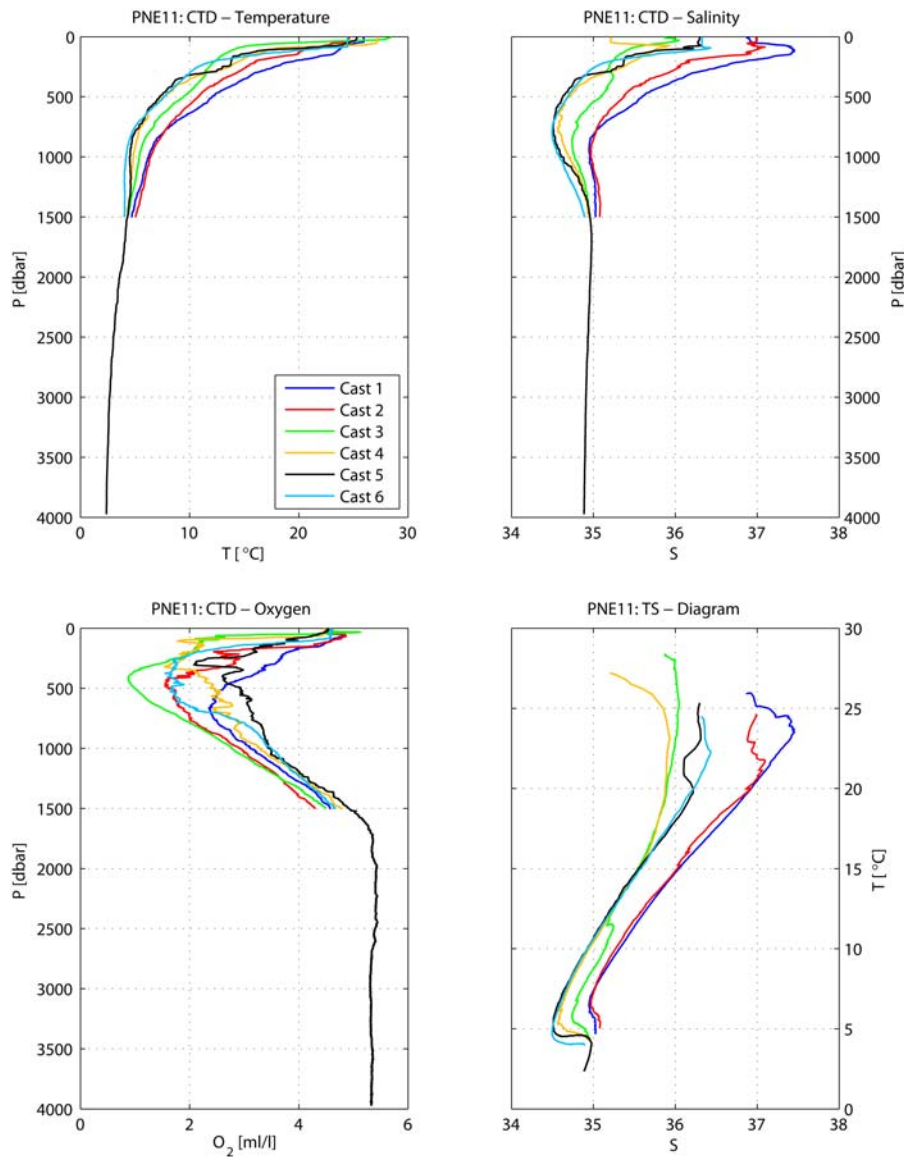 PNE11: CTD – Temperature
0
500
1000
1500
2000
2500
3000
3500
4000
P [dbar]
0 10 20 30
T [ °C]
Cast 1
Cast 2
Cast 3
Cast 4
Cast 5
Cast 6
PNE11: CTD – Salinity
0
500
1000
1500
2000
2500
3000
3500
4000
P [dbar]
34 35 36 37 38
S
PNE11: CTD – Oxygen
0
500
1000
1500
2000
2500
3000
3500
4000
P [dbar]
0 2 4 6
O2 [ml/l]
PNE11: TS – Diagram
30
25
20
15
10
5
0
T [ °C]
34 35 36 37 38
S